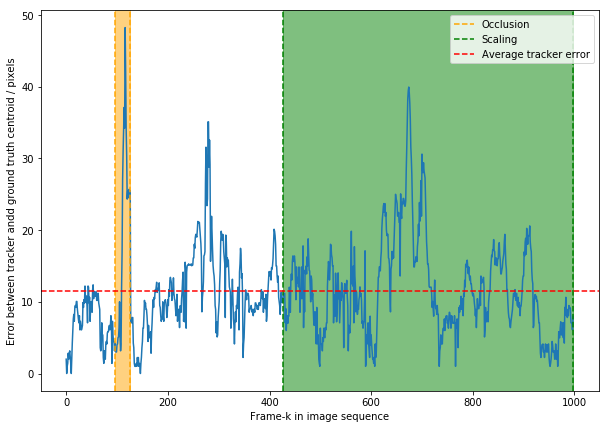 Error between tracker andd ground truth centroid / pixels
50
40
30
20
10
0
Occlusion
Scaling
Average tracker error
0 200 400 600 800 1000
Frame-k in image sequence